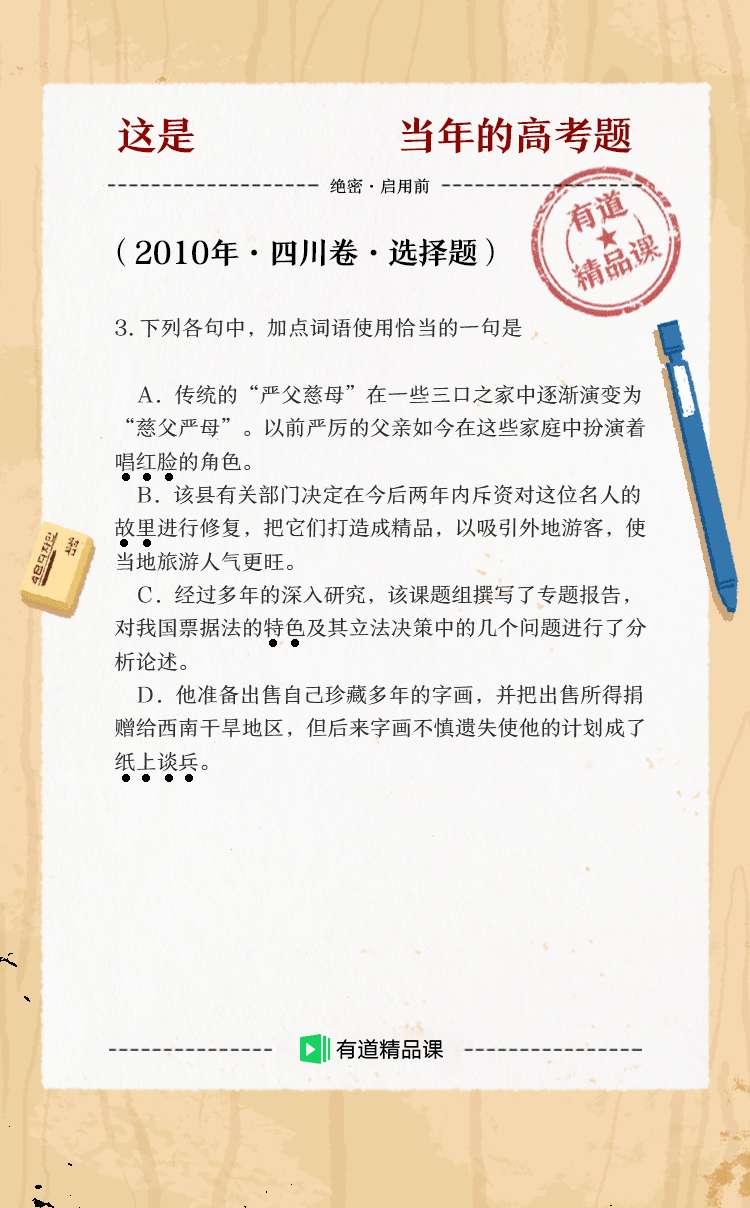 这是 当年的高考题
绝密·启用前
有道
精品课
（2010年·四川卷·选择题）
3.下列各句中，加点词语使用恰当的一句是
A．传统的“严父慈母”在一些三口之家中逐渐演变为
“慈父严母”。以前严厉的父亲如今在这些家庭中扮演着
唱红脸的角色。
B．该县有关部门决定在今后两年内斥资对这位名人的
故里进行修复，把它们打造成精品，以吸引外地游客，使
当地旅游人气更旺。
C．经过多年的深入研究，该课题组撰写了专题报告，
对我国票据法的特色及其立法决策中的几个问题进行了分
析论述。
D．他准备出售自己珍藏多年的字画，并把出售所得捐
赠给西南干旱地区，但后来字画不慎遗失使他的计划成了
纸上谈兵。
有道精品课